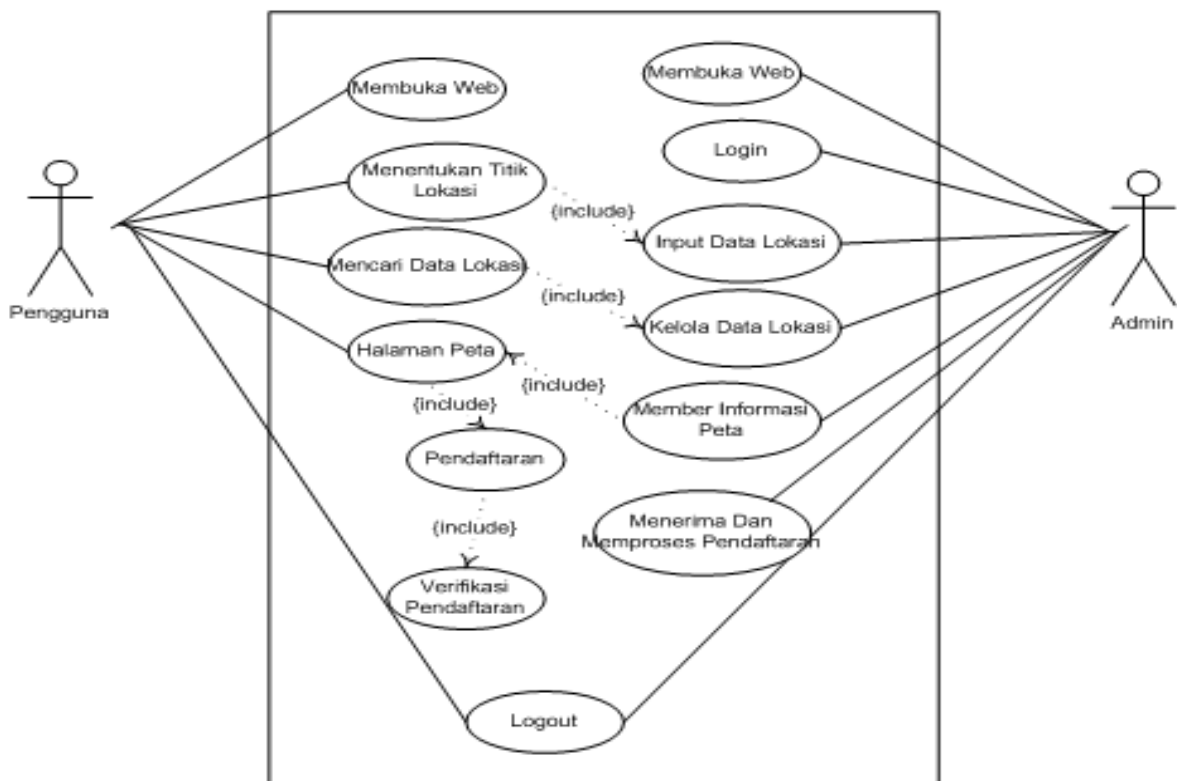 Membuka Web
Membuka Web
Login
Menentukan Titik
Lokasi
{include}
Input Data Lokasi
Mencari Data Lokasi
{include}
Kelola Data Lokasi
Pengguna
Admin
Halaman Peta
{include}
{include}
Member Informasi
Peta
Pendaftaran
{include}
Menerima Dan
Memproses Pendaftaran
Verifikasi
Pendaftaran
Logout